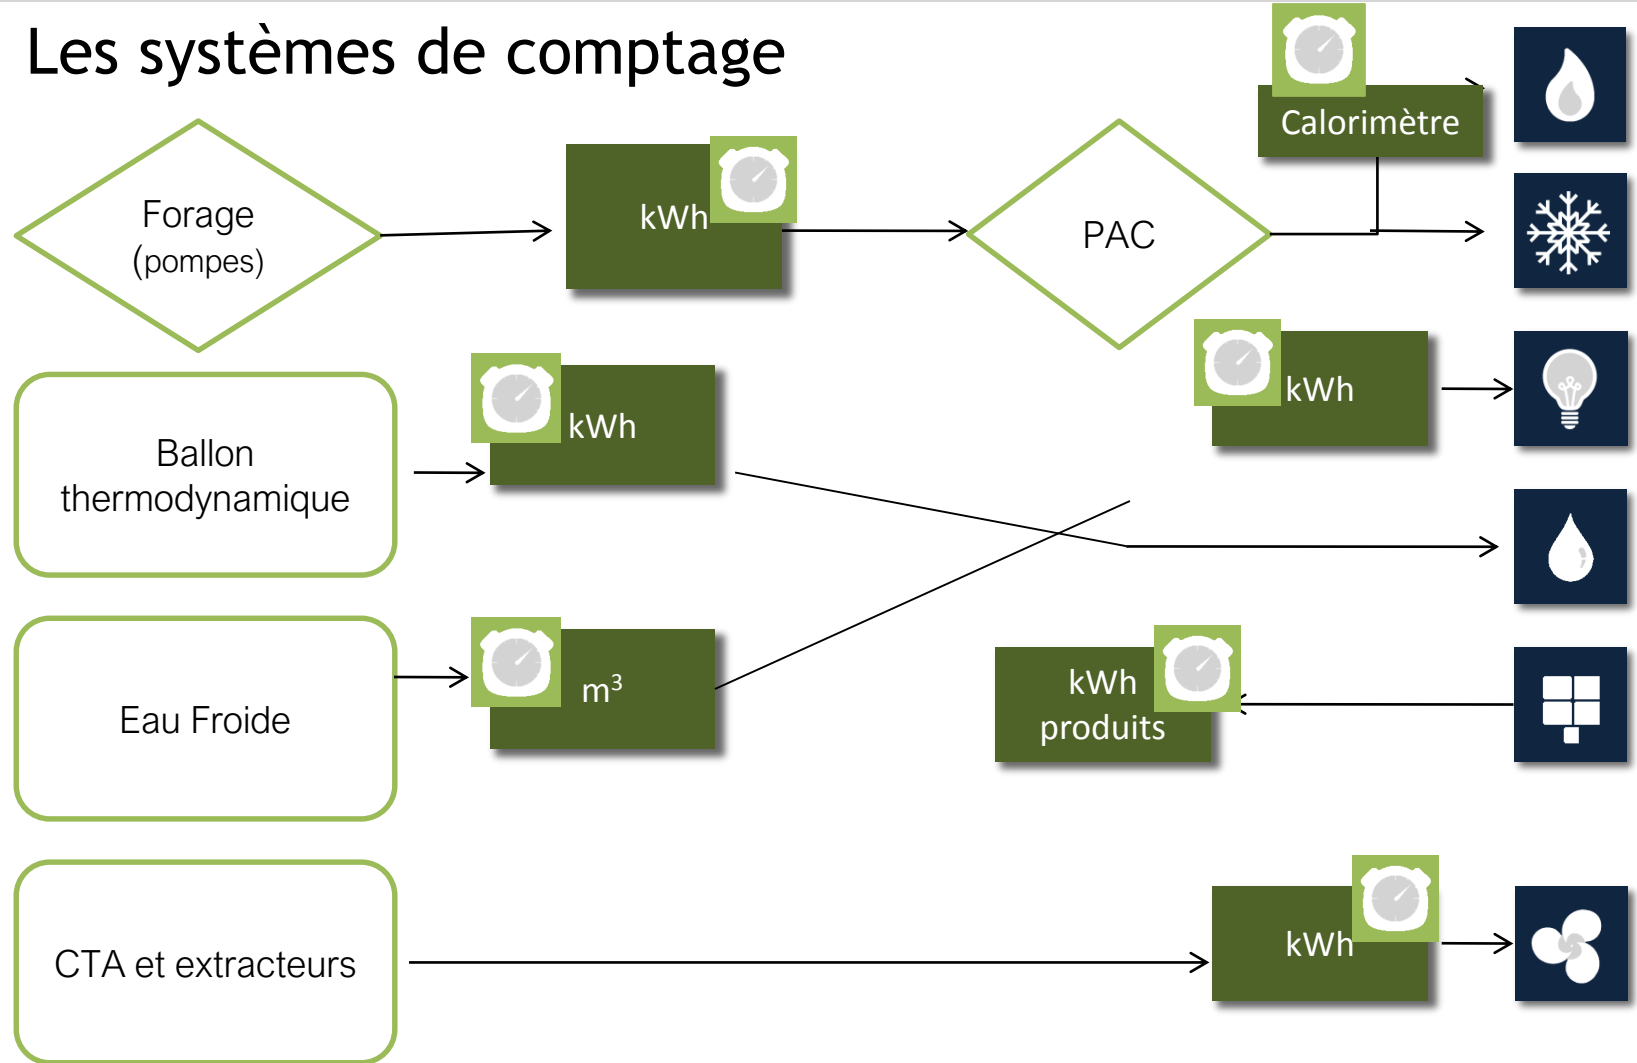 Les systèmes de comptage
Calorimètre
Forage
(pompes)
kWh
PAC
kWh
Ballon
thermodynamique
kWh
Eau Froide
m³
kWh
produits
CTA et extracteurs
kWh